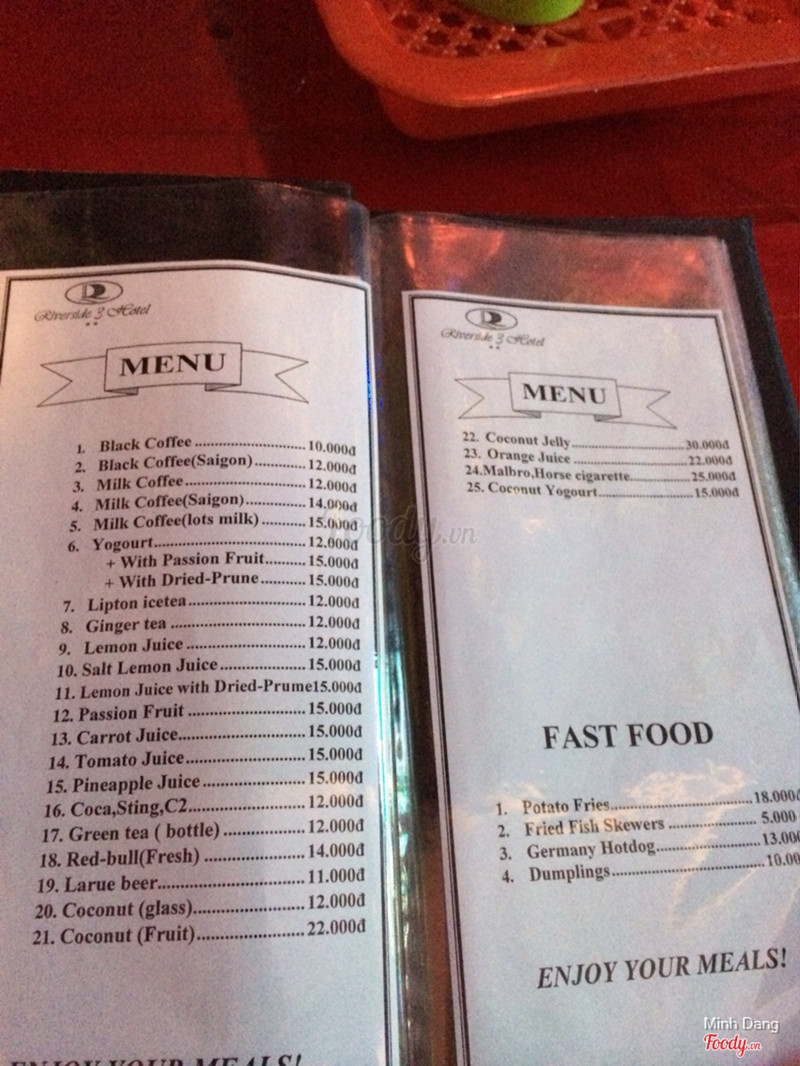 Riverside 3 Hotel
**
MENU
1. Black Coffee ............ 10.000đ
2. Black Coffee(Saigon) ............ 12.000đ
3. Milk Coffee ............ 12.000đ
4. Milk Coffee(Saigon) ............ 14.000đ
5. Milk Coffee(lots milk) ............ 15.000đ
6. Yogourt ............ 12.000đ
+ With Passion Fruit ............ 15.000đ
+ With Dried-Prune ............ 15.000đ
7. Lipton icetea ............ 12.000đ
8. Ginger tea ............ 12.000đ
9. Lemon Juice ............ 12.000đ
10. Salt Lemon Juice ............ 15.000đ
11. Lemon Juice with Dried-Prume15.000đ
12. Passion Fruit ............ 15.000đ
13. Carrot Juice ............ 15.000đ
14. Tomato Juice ............ 15.000đ
15. Pineapple Juice ............ 15.000đ
16. Coca,Sting,C2 ............ 12.000đ
17. Green tea ( bottle) ............ 12.000đ
18. Red-bull(Fresh) ............ 14.000đ
19. Larue beer ............ 11.000đ
20. Coconut (glass) ............ 12.000đ
21. Coconut (Fruit) ............ 22.000đ
ENJOY YOUR MEALS!
Riverside 3 Hotel
**
MENU
22. Coconut Jelly ............ 30.000đ
23. Orange Juice ............ 22.000đ
24.Malbro,Horse cigarette ............ 25.000đ
25. Coconut Yogourt ............ 15.000đ
FAST FOOD
1. Potato Fries ............ 18.000đ
2. Fried Fish Skewers ............ 5.000
3. Germany Hotdog ............ 13.000
4. Dumplings ............ 10.00
ENJOY YOUR MEALS!
foody.vn
Minh Dang
Foody.vn